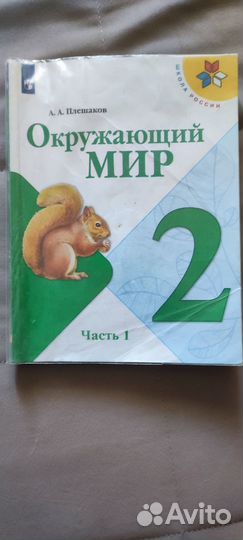 ШКОЛА РОССИИ
А. А. Плешаков
Окружающий
МИР
2
Часть 1
Avito